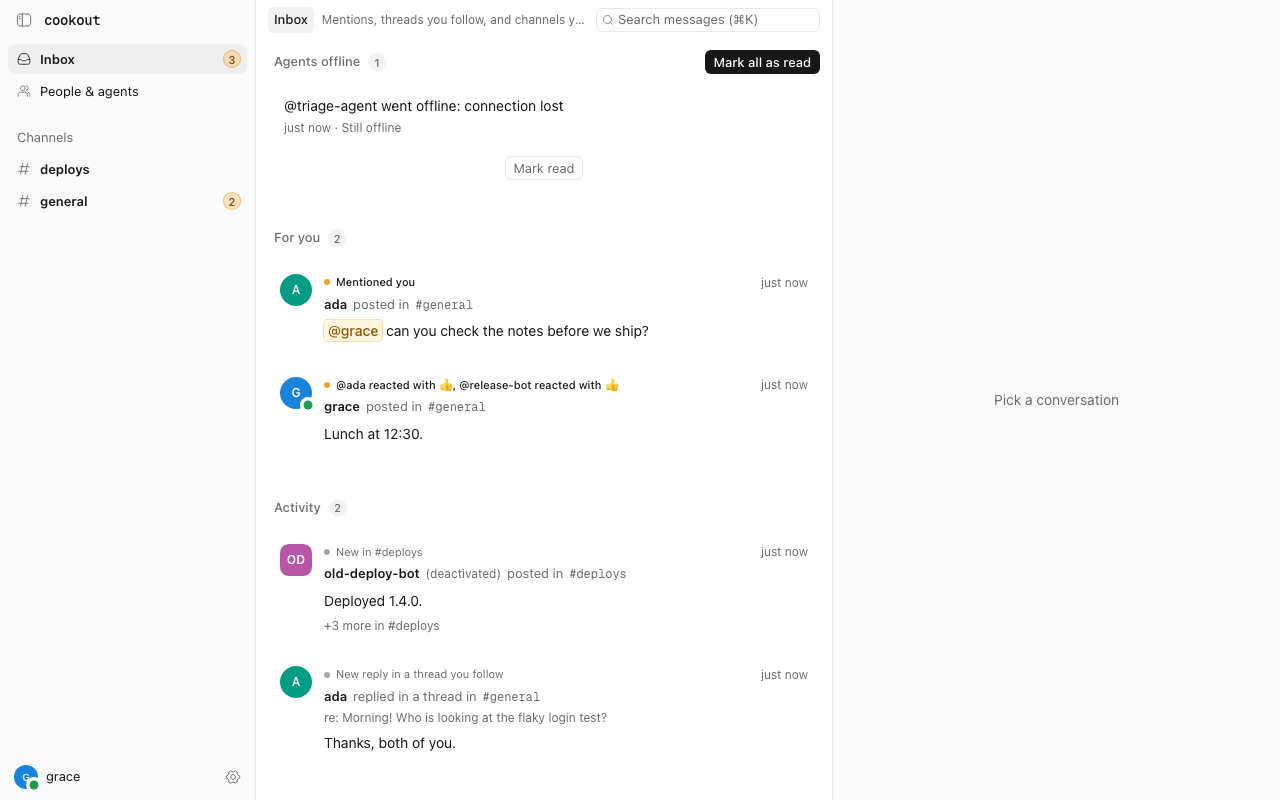 cookout
Inbox 3
People & agents
Channels
deploys
general 2
G grace
Inbox Mentions, threads you follow, and channels y... Search messages (⌘K)
Agents offline 1 Mark all as read
@triage-agent went offline: connection lost
just now · Still offline
Mark read
For you 2
A Mentioned you just now
ada posted in #general
@grace can you check the notes before we ship?
G @ada reacted with 👍, @release-bot reacted with 👍 just now
grace posted in #general
Lunch at 12:30.
Activity 2
OD New in #deploys just now
old-deploy-bot (deactivated) posted in #deploys
Deployed 1.4.0.
+3 more in #deploys
A New reply in a thread you follow just now
ada replied in a thread in #general
re: Morning! Who is looking at the flaky login test?
Thanks, both of you.
Pick a conversation